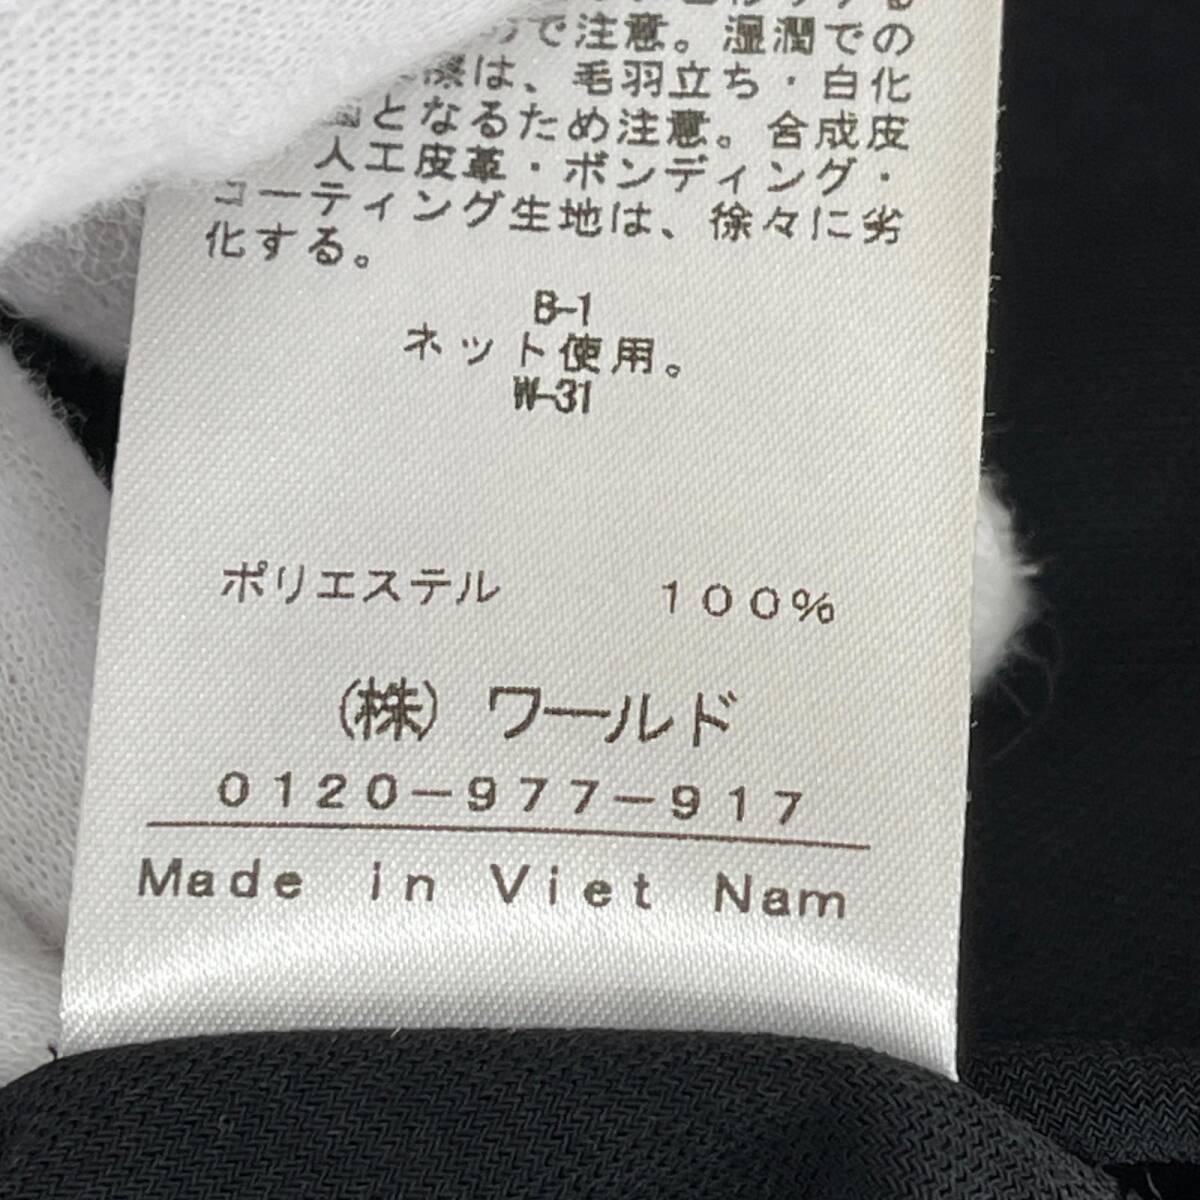 で注意。湿潤での
は、毛羽立ち・白化
となるため注意。合成皮
人工皮革・ボンディング・
コーティング生地は、徐々に劣
化する。
B-1
ネット使用。
W-31
ポリエステル 100%
(株) ワールド
0120-977-917
Made in Viet Nam